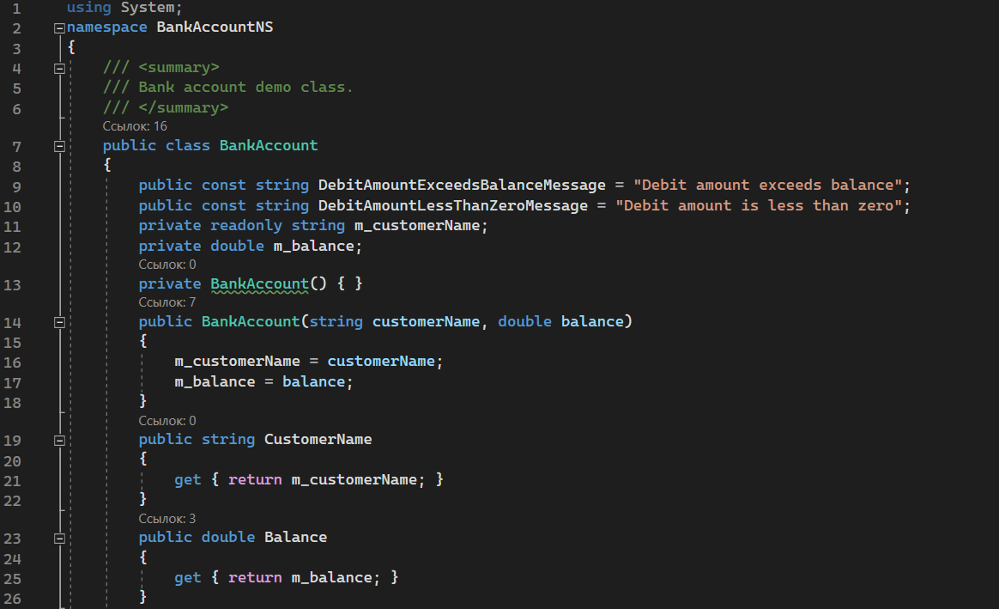 1 using System;
2 namespace BankAccountNS
3 {
4 /// <summary>
5 /// Bank account demo class.
6 /// </summary>
Ссылок: 16
7 public class BankAccount
8 {
9 public const string DebitAmountExceedsBalanceMessage = "Debit amount exceeds balance";
10 public const string DebitAmountLessThanZeroMessage = "Debit amount is less than zero";
11 private readonly string m_customerName;
12 private double m_balance;
Ссылок: 0
13 private BankAccount() { }
Ссылок: 7
14 public BankAccount(string customerName, double balance)
15 {
16 m_customerName = customerName;
17 m_balance = balance;
18 }
Ссылок: 0
19 public string CustomerName
20 {
21 get { return m_customerName; }
22 }
Ссылок: 3
23 public double Balance
24 {
25 get { return m_balance; }
26 }